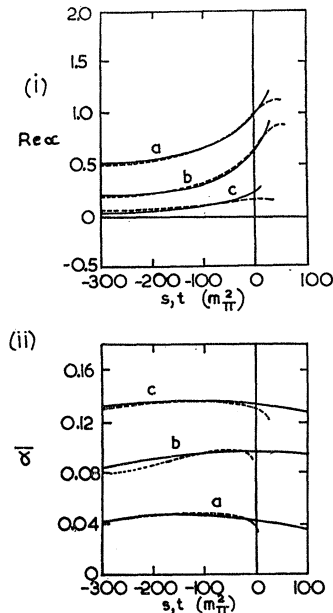 (i)
2.0
1.5
1.0
Re α
0.5
0
-0.5
a
b
c
-300 -200 -100 0 100
s,t (m²π)
(ii)
0.16
0.12
γ̄
0.08
0.04
0
c
b
a
-300 -200 -100 0 100
s,t (m²π)